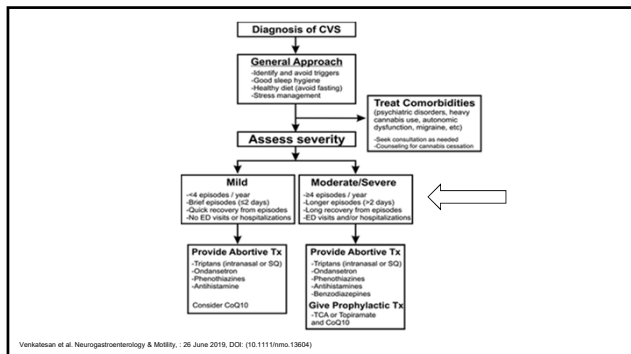 Diagnosis of CVS
General Approach
-Identify and avoid triggers
-Good sleep hygiene
-Healthy diet (avoid fasting)
-Stress management
Treat Comorbidities
(psychiatric disorders, heavy
cannabis use, autonomic
dysfunction, migraine, etc)
-Seek consultation as needed
-Counseling for cannabis cessation
Assess severity
Mild
-<4 episodes / year
-Brief episodes (≤2 days)
-Quick recovery from episodes
-No ED visits or hospitalizations
Moderate/Severe
-≥4 episodes / year
-Longer episodes (>2 days)
-Long recovery from episodes
-ED visits and/or hospitalizations
Provide Abortive Tx
-Triptans (intranasal or SQ)
-Ondansetron
-Phenothiazines
-Antihistamine
Consider CoQ10
Provide Abortive Tx
-Triptans (intranasal or SQ)
-Ondansetron
-Phenothiazines
-Antihistamines
-Benzodiazepines
Give Prophylactic Tx
-TCA or Topiramate
and CoQ10
Venkatesan et al. Neurogastroenterology & Motility, : 26 June 2019, DOI: (10.1111/nmo.13604)